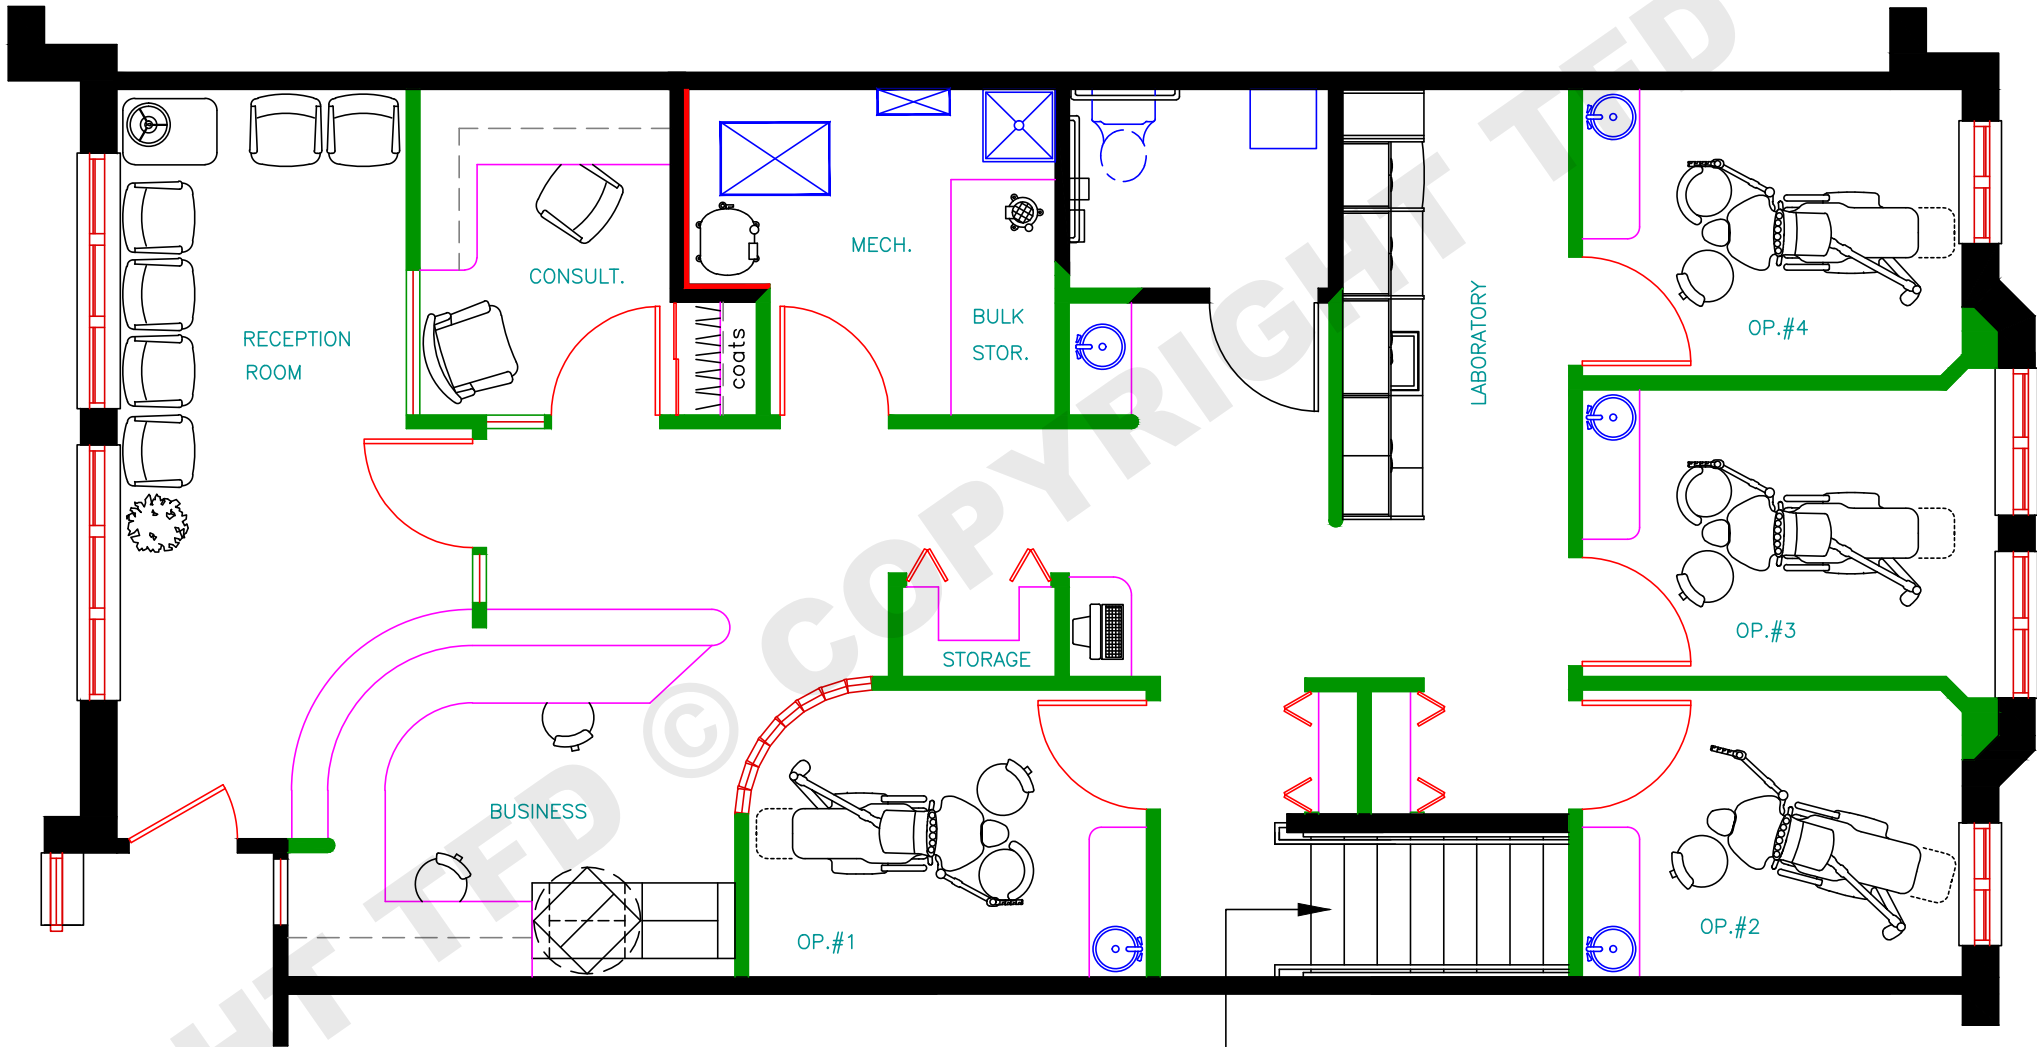 RECEPTION
ROOM
CONSULT.
coats
MECH.
BULK
STOR.
LABORATORY
OP.#4
OP.#3
OP.#2
STORAGE
BUSINESS
OP.#1
HT TFD © COPYRIGHT TFD